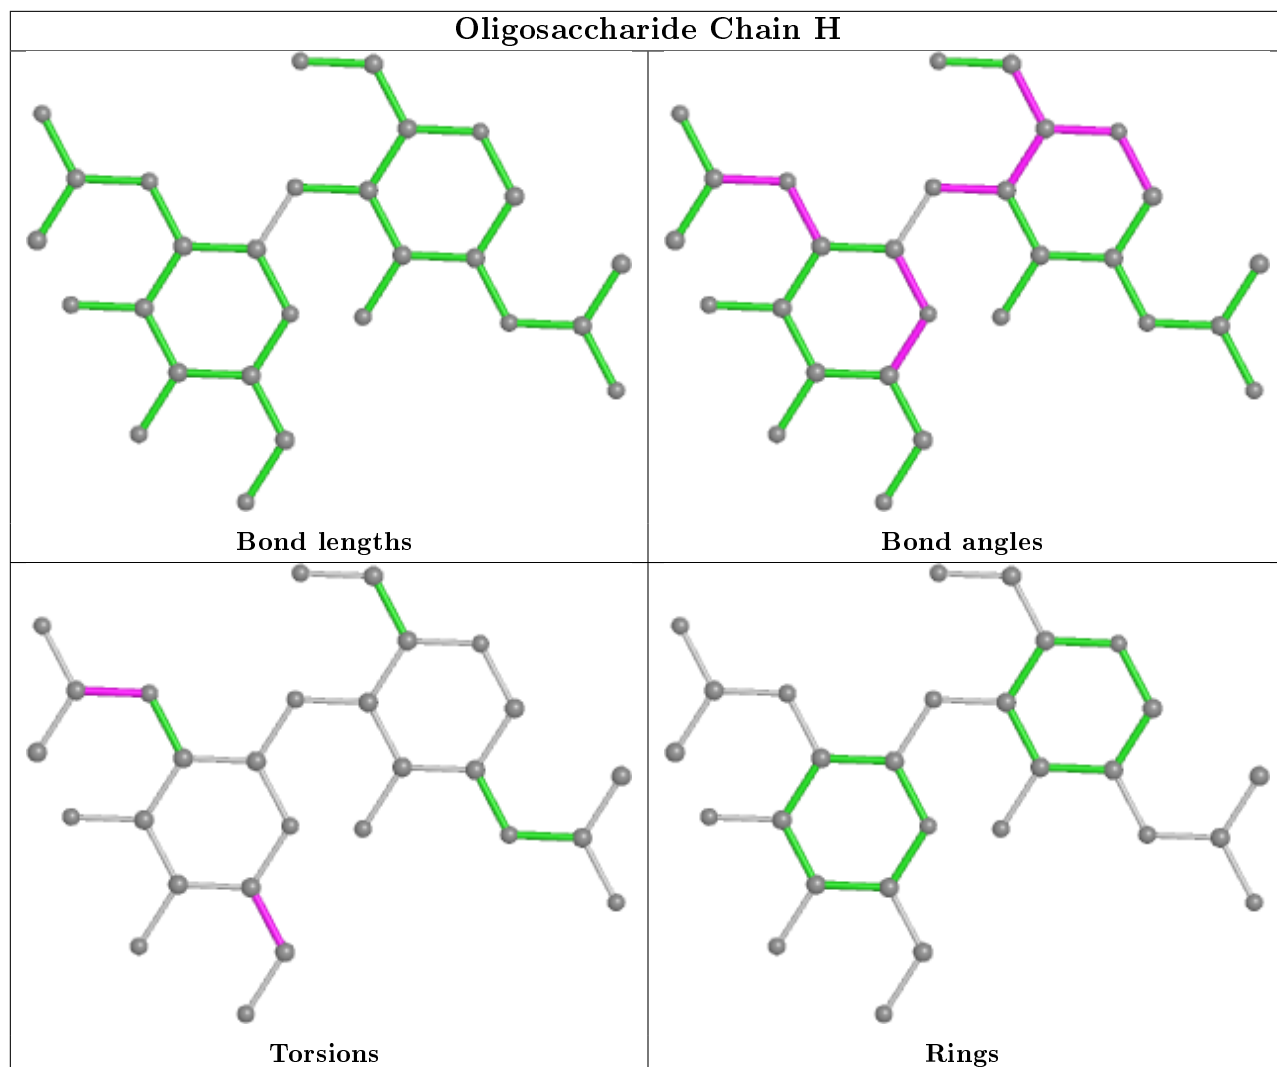 Oligosaccharide Chain H
Bond lengths
Bond angles
Torsions
Rings